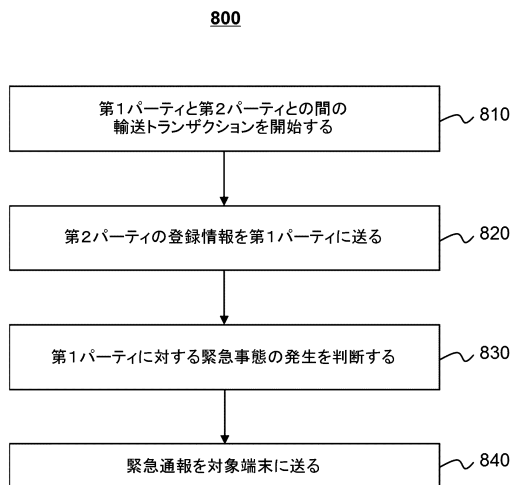 800
第１パーティと第２パーティとの間の
輸送トランザクションを開始する
810
第２パーティの登録情報を第１パーティに送る
820
第１パーティに対する緊急事態の発生を判断する
830
緊急通報を対象端末に送る
840